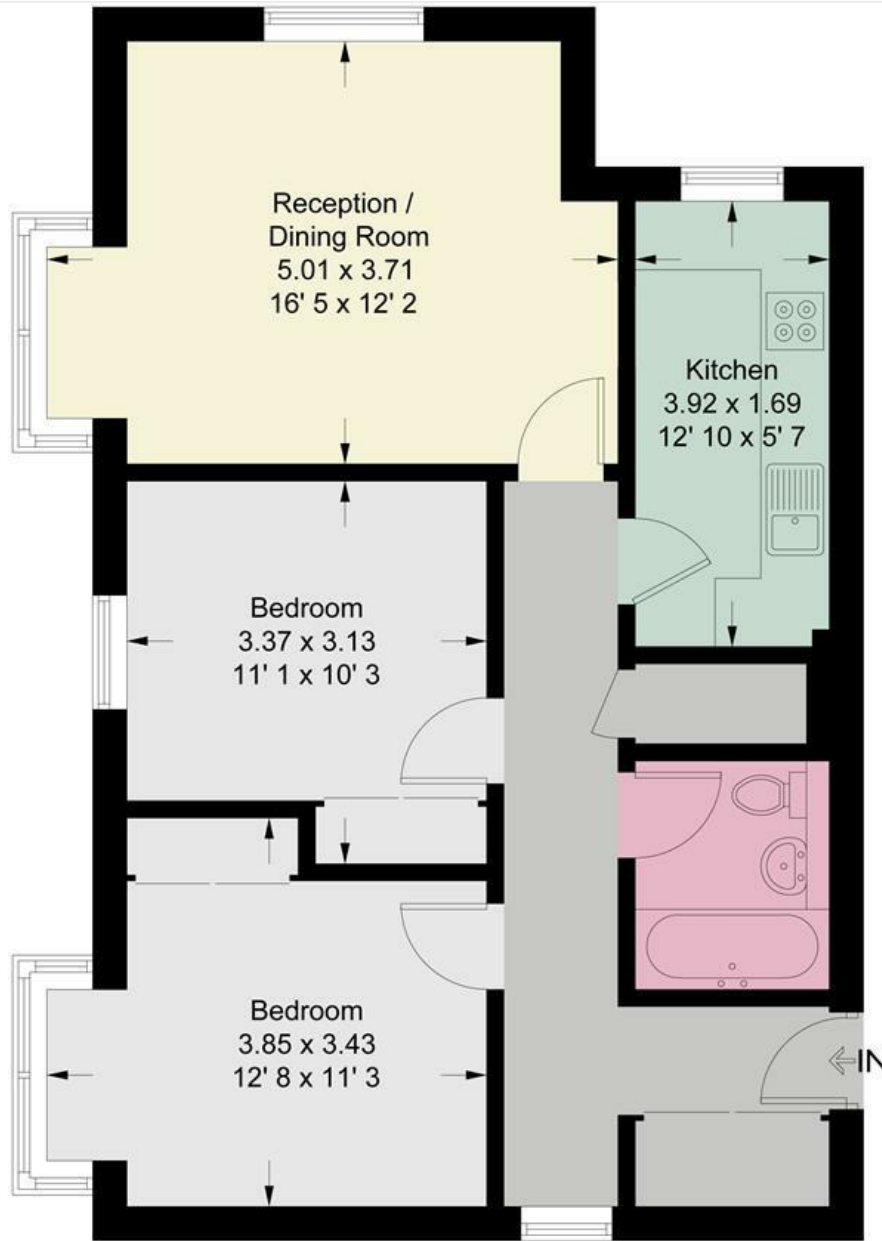 Reception /
Dining Room
5.01 x 3.71
16' 5 x 12' 2
Kitchen
3.92 x 1.69
12' 10 x 5' 7
Bedroom
3.37 x 3.13
11' 1 x 10' 3
Bedroom
3.85 x 3.43
12' 8 x 11' 3
IN